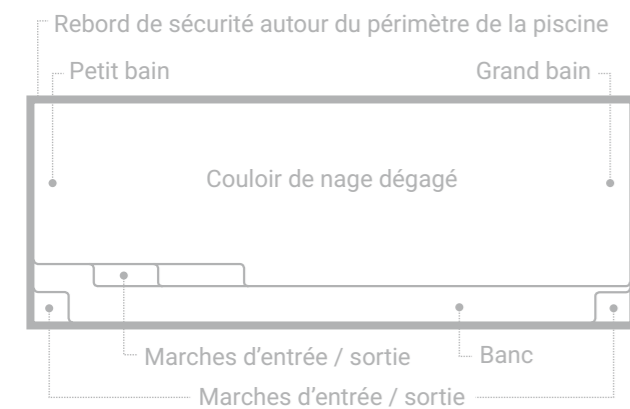 Rebord de sécurité autour du périmètre de la piscine
Petit bain
Grand bain
Couloir de nage dégagé
Marches d’entrée / sortie
Banc
Marches d’entrée / sortie